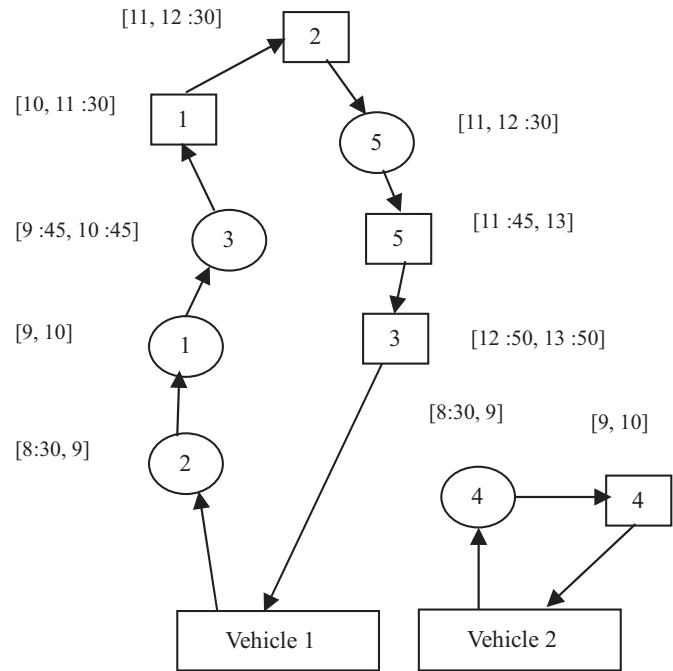 [11, 12 :30]
2
[10, 11 :30]
1
5
[11, 12 :30]
[9 :45, 10 :45]
3
5
[11 :45, 13]
[9, 10]
1
3
[12 :50, 13 :50]
[8:30, 9]
2
[8:30, 9]
[9, 10]
4
4
Vehicle 1
Vehicle 2